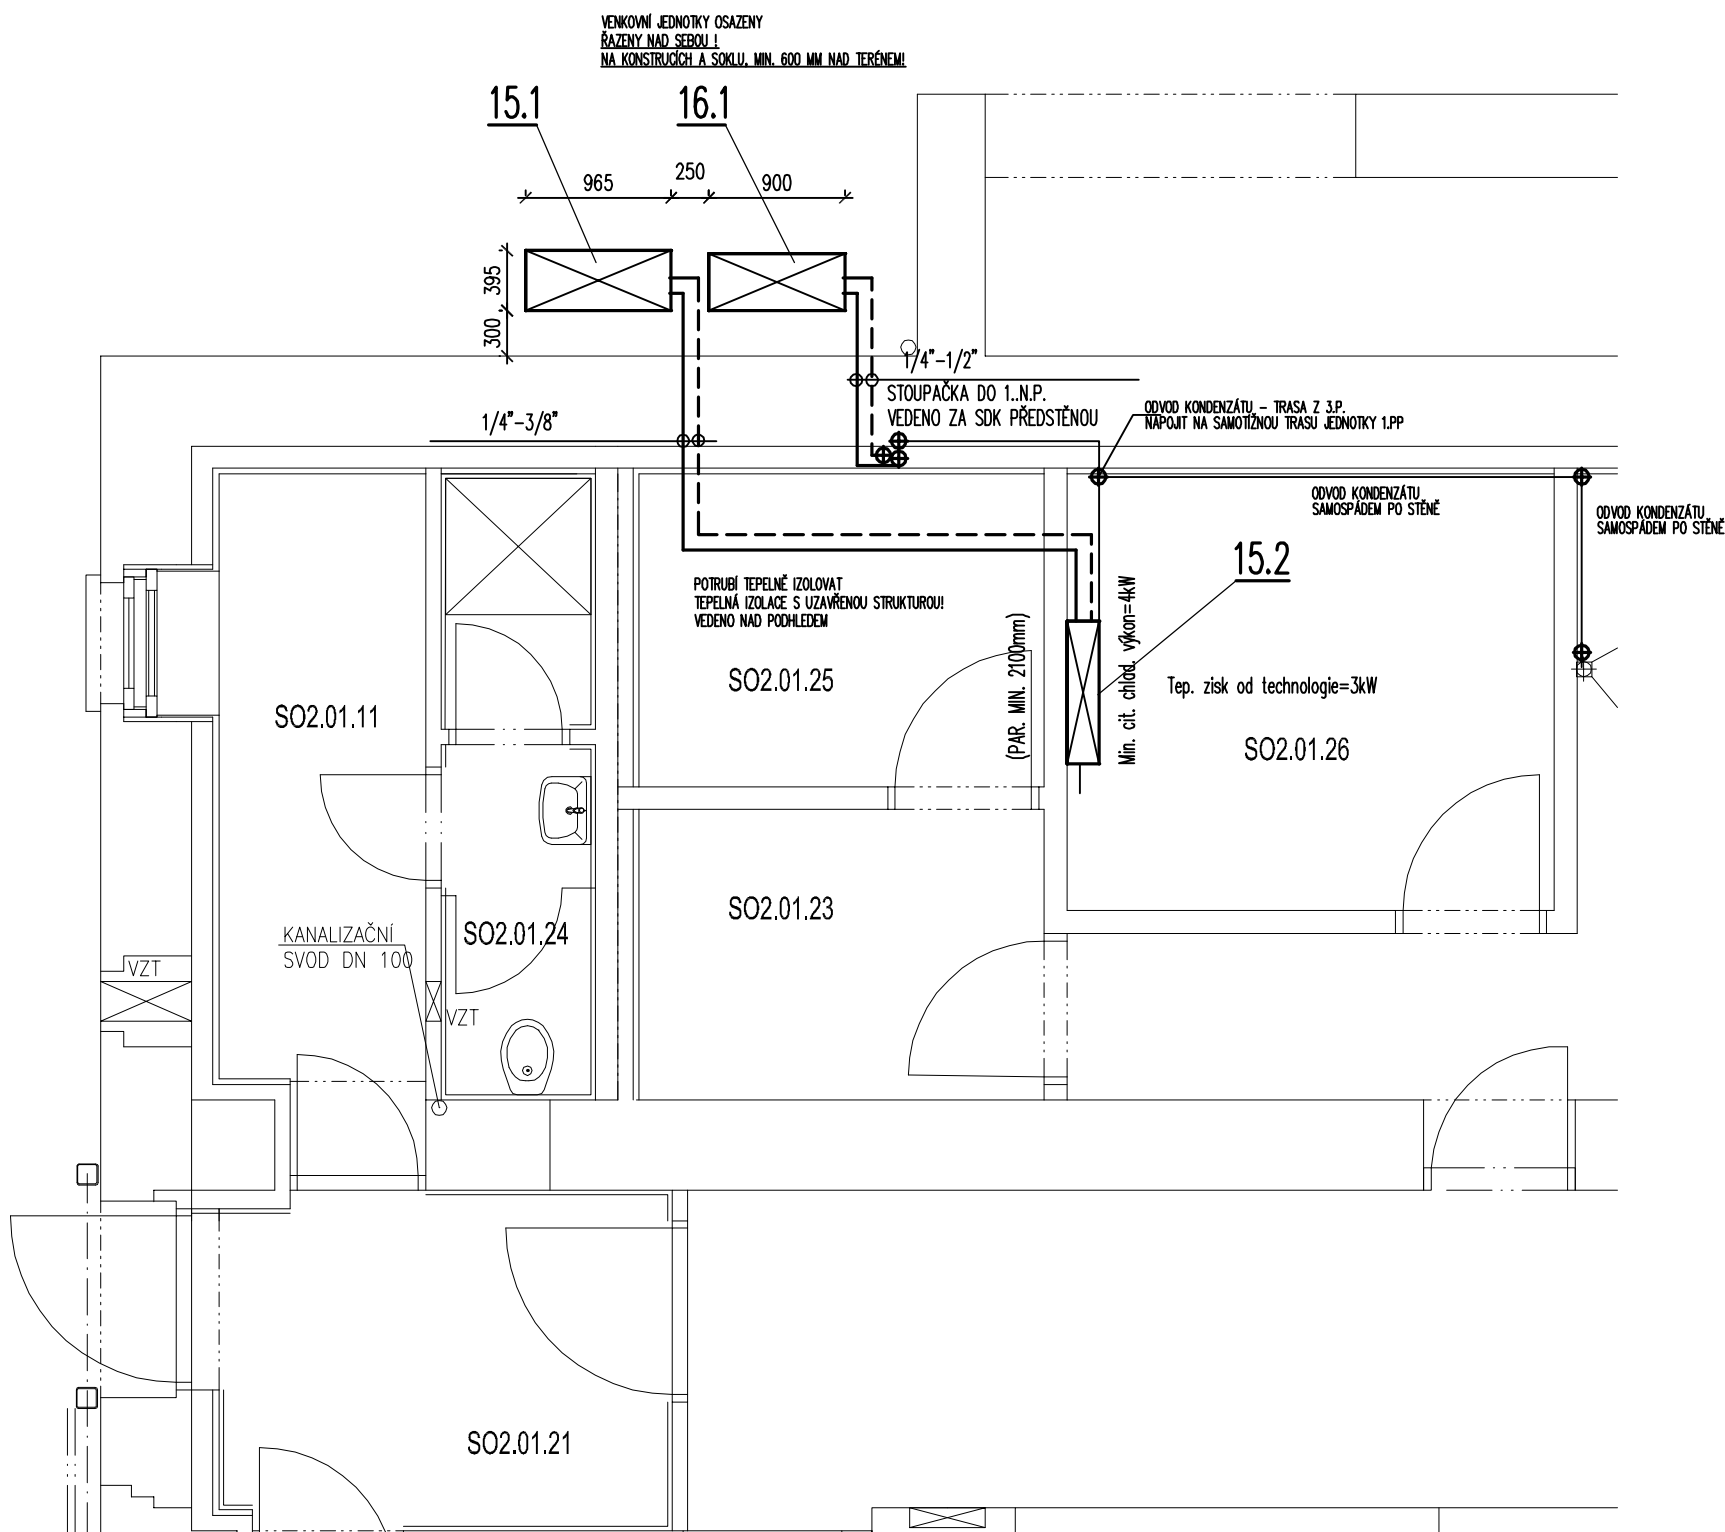 VENKOVNÍ JEDNOTKY OSAZENY
ŘAZENY NAD SEBOU !
NA KONSTRUCÍCH A SOKLU, MIN. 600 MM NAD TERÉNEM!
15.1
16.1
965
250
900
395
300
1/4"-1/2"
STOUPAČKA DO 1..N.P.
VEDENO ZA SDK PŘEDSTĚNOU
1/4"-3/8"
ODVOD KONDENZÁTU - TRASA Z 3.P.
NAPOJIT NA SAMOTÍŽNOU TRASU JEDNOTKY 1.PP
ODVOD KONDENZÁTU
SAMOSPÁDEM PO STĚNĚ
ODVOD KONDENZÁTU
SAMOSPÁDEM PO STĚNĚ
15.2
POTRUBÍ TEPELNĚ IZOLOVAT
TEPELNÁ IZOLACE S UZAVŘENOU STRUKTUROU!
VEDENO NAD PODHLEDEM
(PAR. MIN. 2100mm)
Min. cit. chlad. výkon=4kW
Tep. zisk od technologie=3kW
SO2.01.25
SO2.01.11
SO2.01.26
SO2.01.23
SO2.01.24
KANALIZAČNÍ
SVOD DN 100
VZT
VZT
SO2.01.21